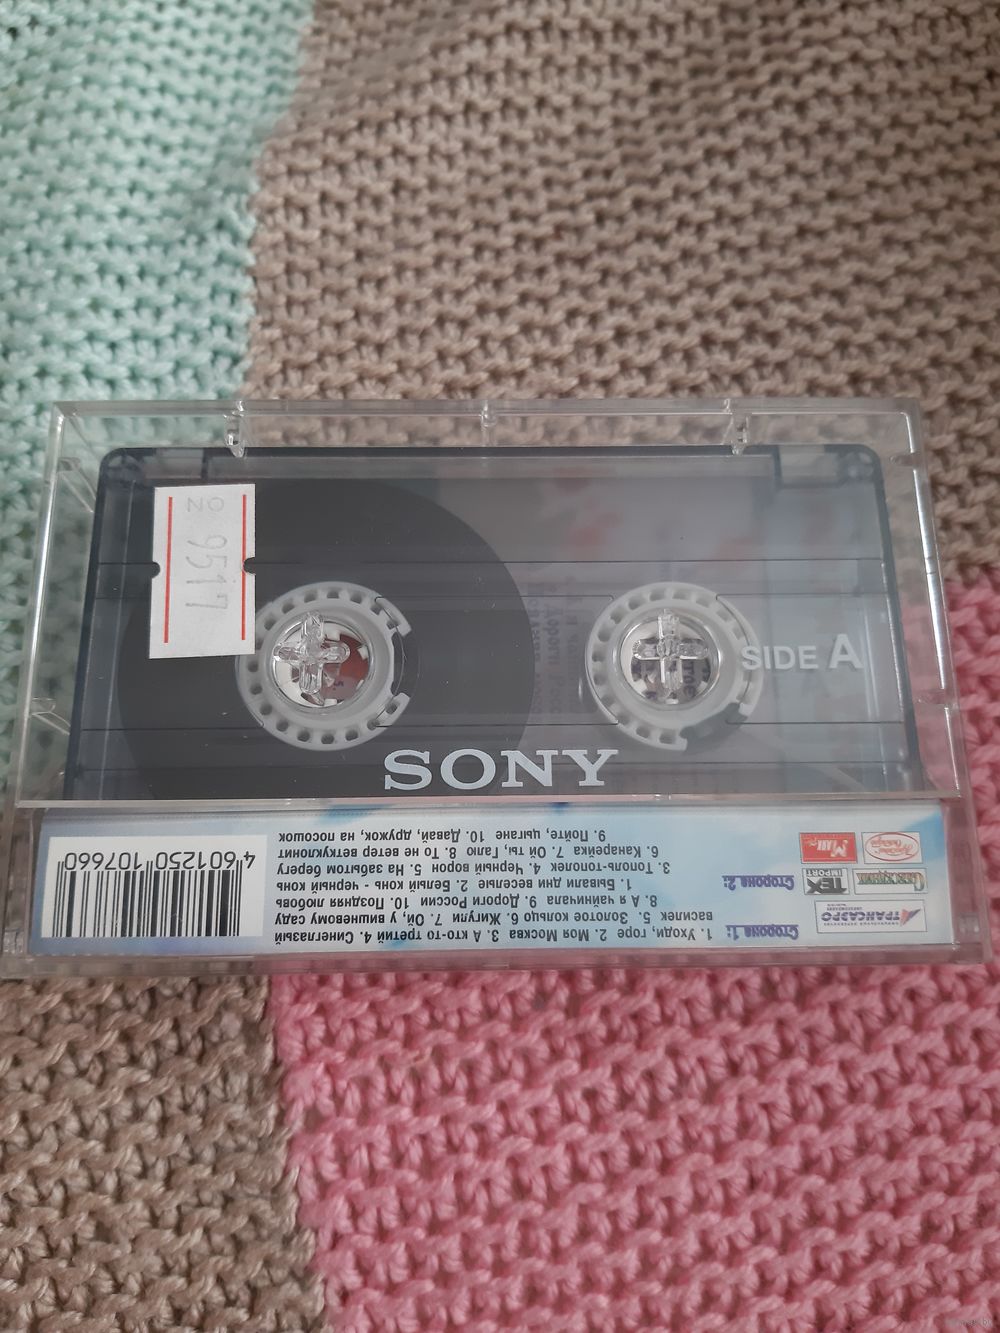 ON
9517
SIDE A
SONY
Сторона 1:
1. Уходи, горе 2. Моя Москва 3. А кто-то третий 4. Синеглазый
василек 5. Золотое кольцо 6. Жигули 7. Ой, у вишневому саду
8. А я чайничала 9. Дороги России 10. Поздняя любовь
Сторона 2:
1. Бывали дни веселые 2. Белый конь - черный конь
3. Тополь-тополек 4. Черный ворон 5. На забытом берегу
6. Канарейка 7. Ой ты, Галю 8. То не ветер ветку клонит
9. Пойте, цыгане 10. Давай, дружок, на посошок
ТРАНСАЭРО
ТЕХ
IMPORT
4 601250 107660